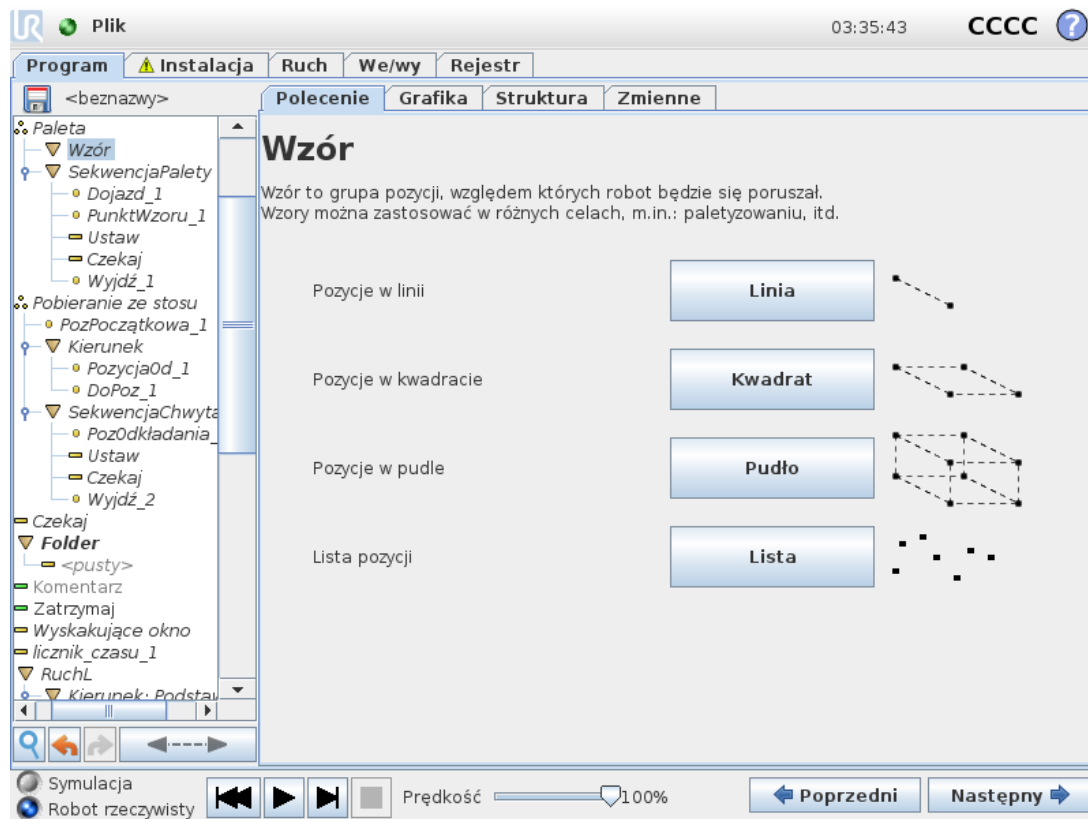 UR Plik 03:35:43 CCCC ?
Program Instalacja Ruch We/wy Rejestr
<beznazwy>
Polecenie Grafika Struktura Zmienne
Paleta
Wzór
SekwencjaPalety
Dojazd_1
PunktWzoru_1
Ustaw
Czekaj
Wyjdź_1
Pobieranie ze stosu
PozPoczątkowa_1
Kierunek
PozycjaOd_1
DoPoz_1
SekwencjaChwyta
PozOdkładania_
Ustaw
Czekaj
Wyjdź_2
Czekaj
Folder
<pusty>
Komentarz
Zatrzymaj
Wyskakujące okno
licznik_czasu_1
RuchL
Kierunek: Podstaw
Wzór
Wzór to grupa pozycji, względem których robot będzie się poruszał.
Wzory można zastosować w różnych celach, m.in.: paletyzowaniu, itd.
Pozycje w linii Linia
Pozycje w kwadracie Kwadrat
Pozycje w pudle Pudło
Lista pozycji Lista
Symulacja
Robot rzeczywisty
Prędkość 100%
Poprzedni Następny